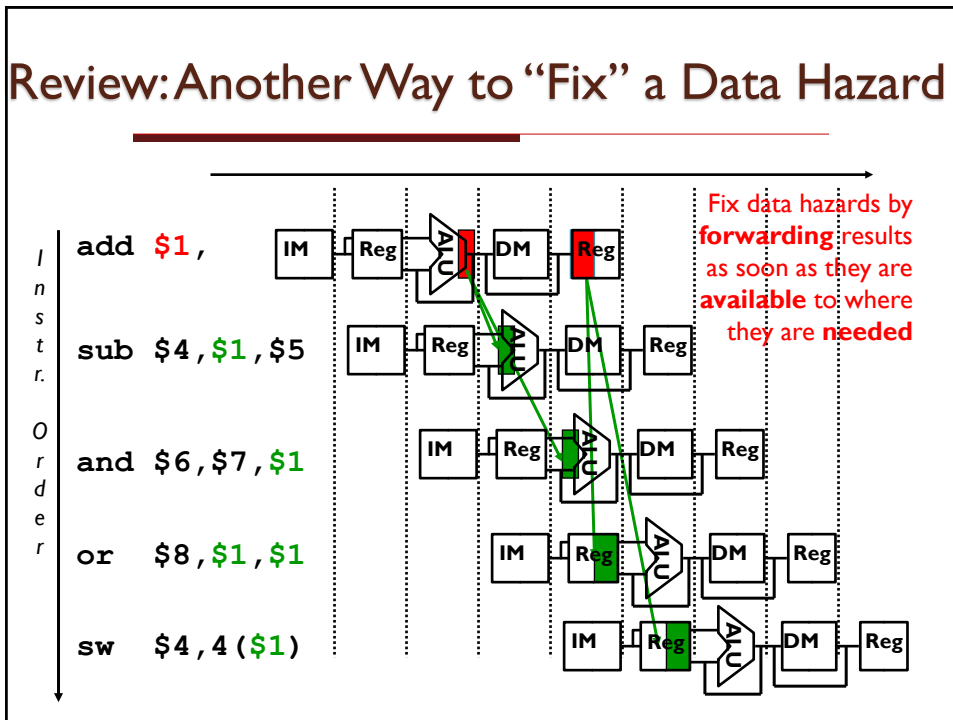 Review: Another Way to “Fix” a Data Hazard
Fix data hazards by
forwarding results
as soon as they are
available to where
they are needed
Instr. Order
add $1,
IM Reg ALU DM Reg
sub $4,$1,$5
IM Reg ALU DM Reg
and $6,$7,$1
IM Reg ALU DM Reg
or $8,$1,$1
IM Reg ALU DM Reg
sw $4,4($1)
IM Reg ALU DM Reg